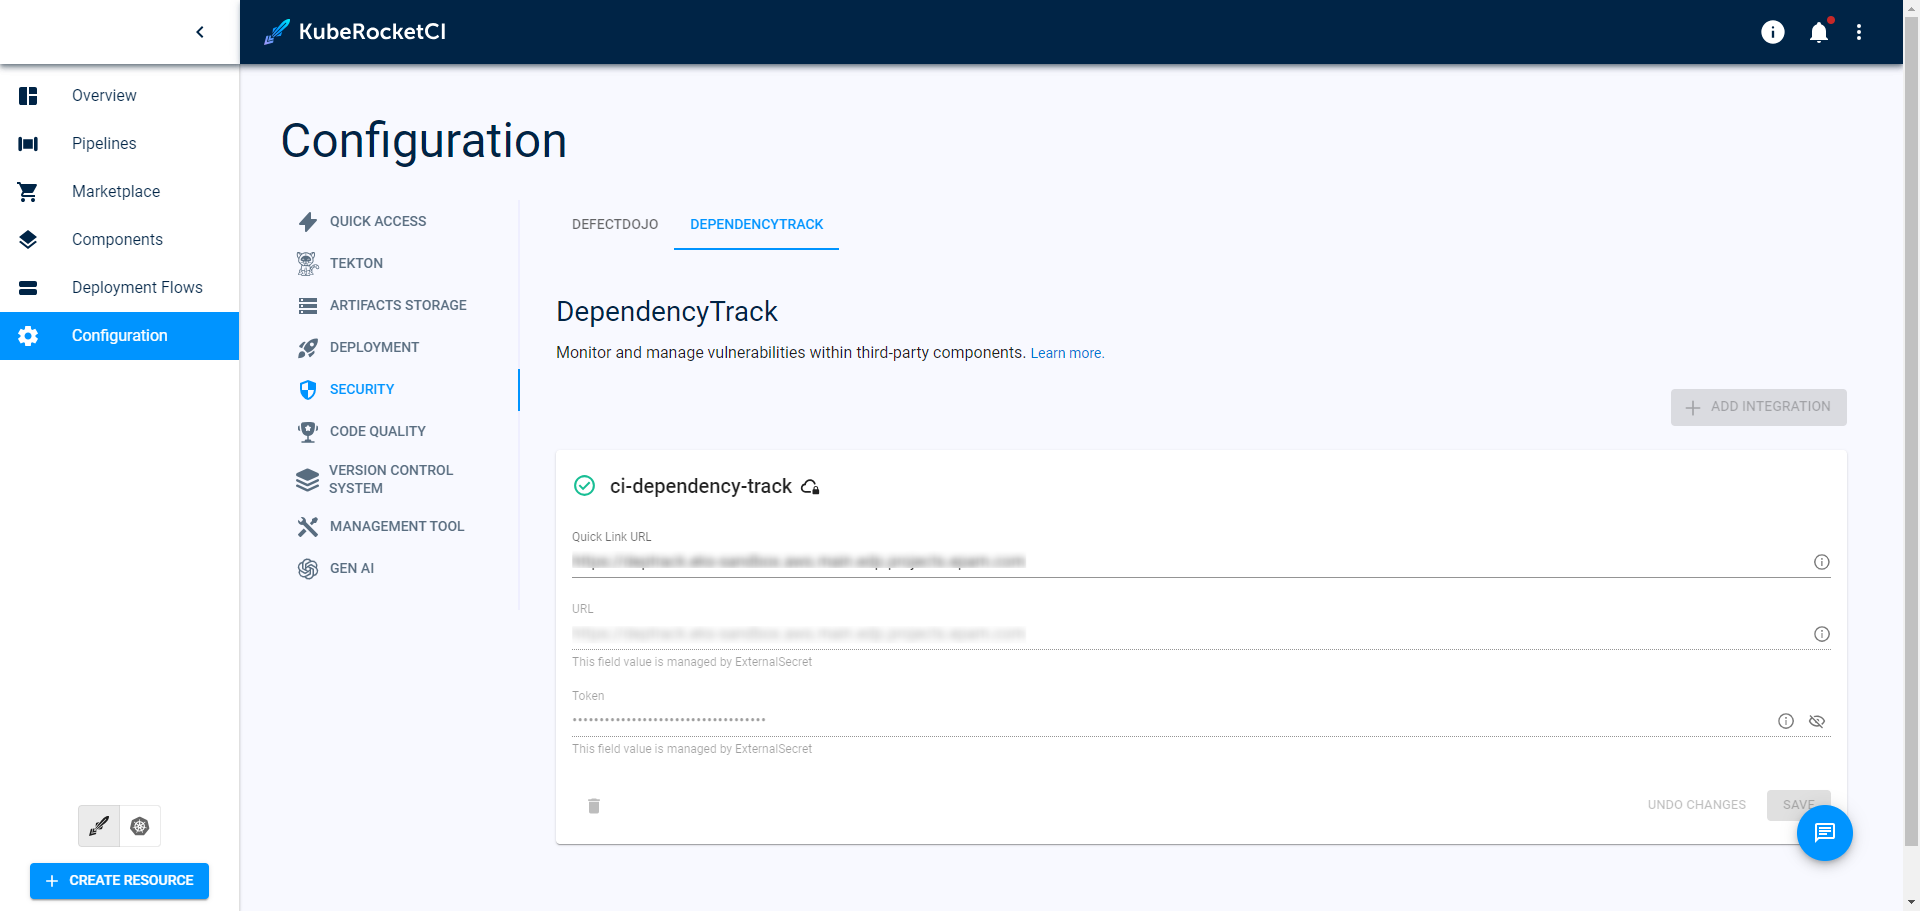 KubeRocketCI
Overview
Pipelines
Marketplace
Components
Deployment Flows
Configuration
CREATE RESOURCE
Configuration
QUICK ACCESS
TEKTON
ARTIFACTS STORAGE
DEPLOYMENT
SECURITY
CODE QUALITY
VERSION CONTROL
SYSTEM
MANAGEMENT TOOL
GEN AI
DEFECTDOJO DEPENDENCYTRACK
DependencyTrack
Monitor and manage vulnerabilities within third-party components. Learn more.
ADD INTEGRATION
ci-dependency-track
Quick Link URL
URL
This field value is managed by ExternalSecret
Token
••••••••••••••••••••••••••••••••••••
This field value is managed by ExternalSecret
UNDO CHANGES SAVE